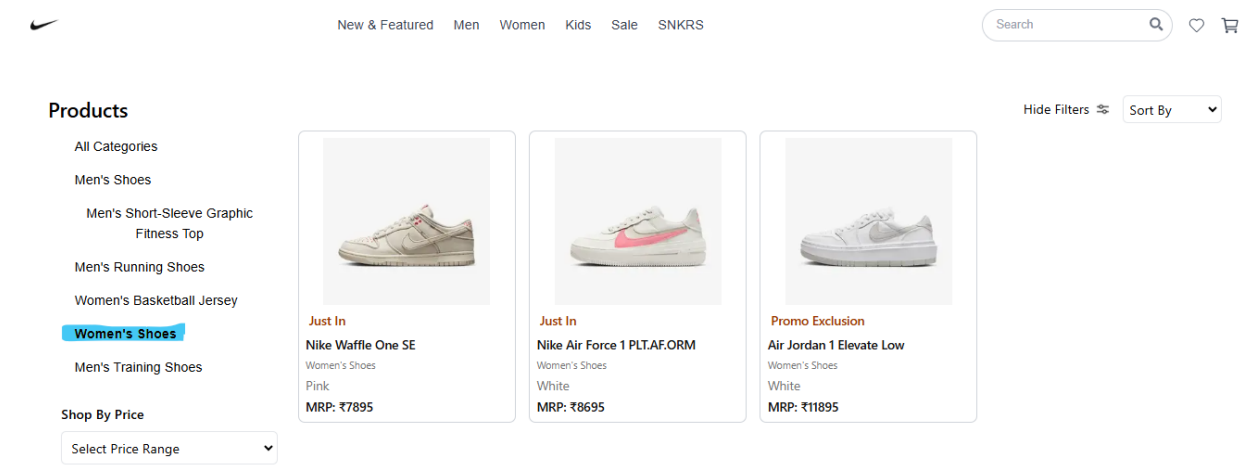 New & Featured Men Women Kids Sale SNKRS Search
Products
Hide Filters Sort By
All Categories
Men's Shoes
Men's Short-Sleeve Graphic
Fitness Top
Men's Running Shoes
Women's Basketball Jersey
Women's Shoes
Men's Training Shoes
Shop By Price
Select Price Range
Just In
Nike Waffle One SE
Women's Shoes
Pink
MRP: ₹7895
Just In
Nike Air Force 1 PLT.AF.ORM
Women's Shoes
White
MRP: ₹8695
Promo Exclusion
Air Jordan 1 Elevate Low
Women's Shoes
White
MRP: ₹11895